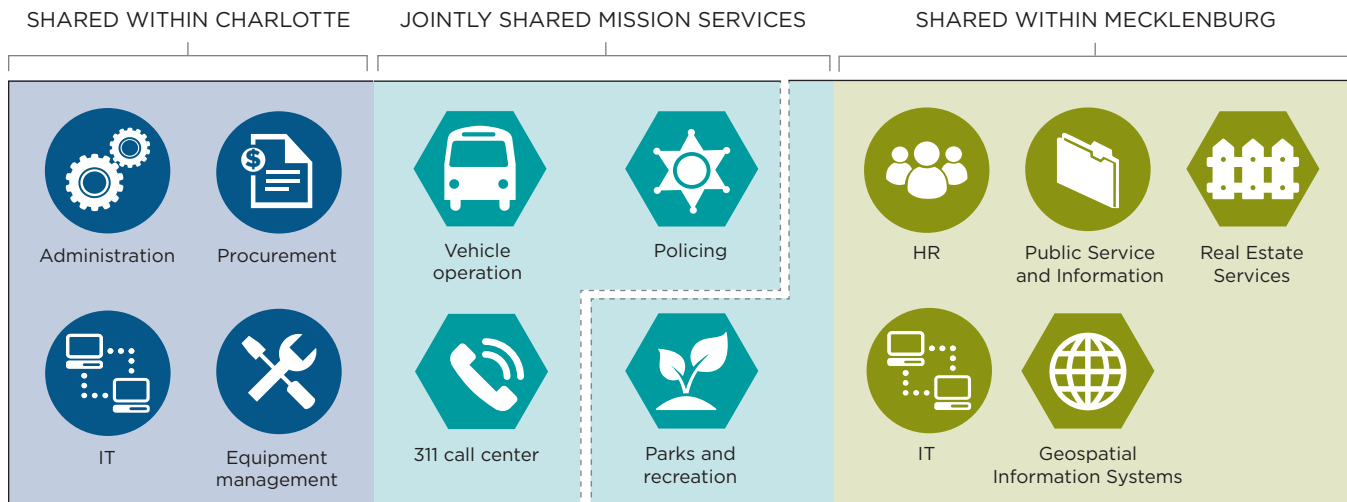 SHARED WITHIN CHARLOTTE
JOINTLY SHARED MISSION SERVICES
SHARED WITHIN MECKLENBURG
$
Administration
Procurement
Vehicle
operation
Policing
HR
Public Service
and Information
Real Estate
Services
IT
Equipment
management
311 call center
Parks and
recreation
IT
Geospatial
Information Systems